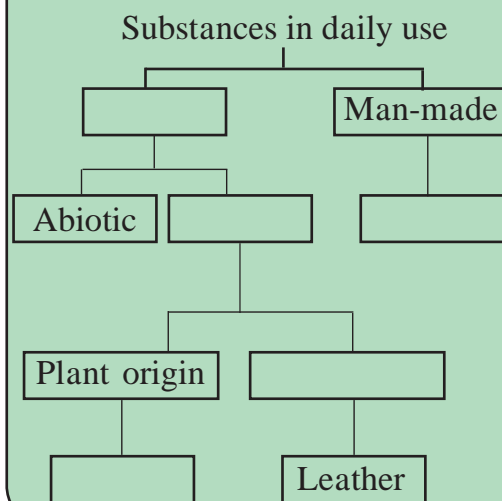 Substances in daily use
Man-made
Abiotic
Plant origin
Leather